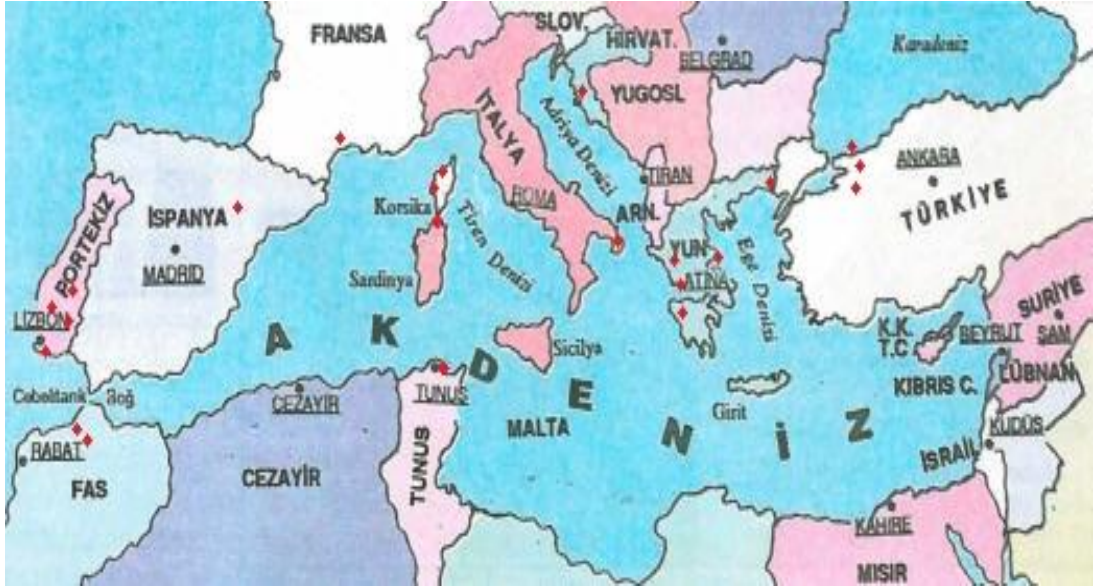 FRANSA
SLOV.
HIRVAT.
BELGRAD
YUGOSL
Karadeniz
İTALYA
Adriya Denizi
ROMA
TİRAN
ARN.
ANKARA
TÜRKİYE
PORTEKİZ
İSPANYA
MADRİD
LİZBON
Korsika
Sardinya
Tiren Denizi
YUN
ATİNA
Ege Denizi
SURİYE
ŞAM
BEYRUT
LÜBNAN
K.K.
T.C
KIBRIS C.
A K D E N İ Z
Sicilya
Girit
MALTA
Cebelitarık Boğ
RABAT
FAS
CEZAYİR
CEZAYİR
TUNUS
TUNUS
KUDÜS
ISRAİL
KAHİRE
MISIR